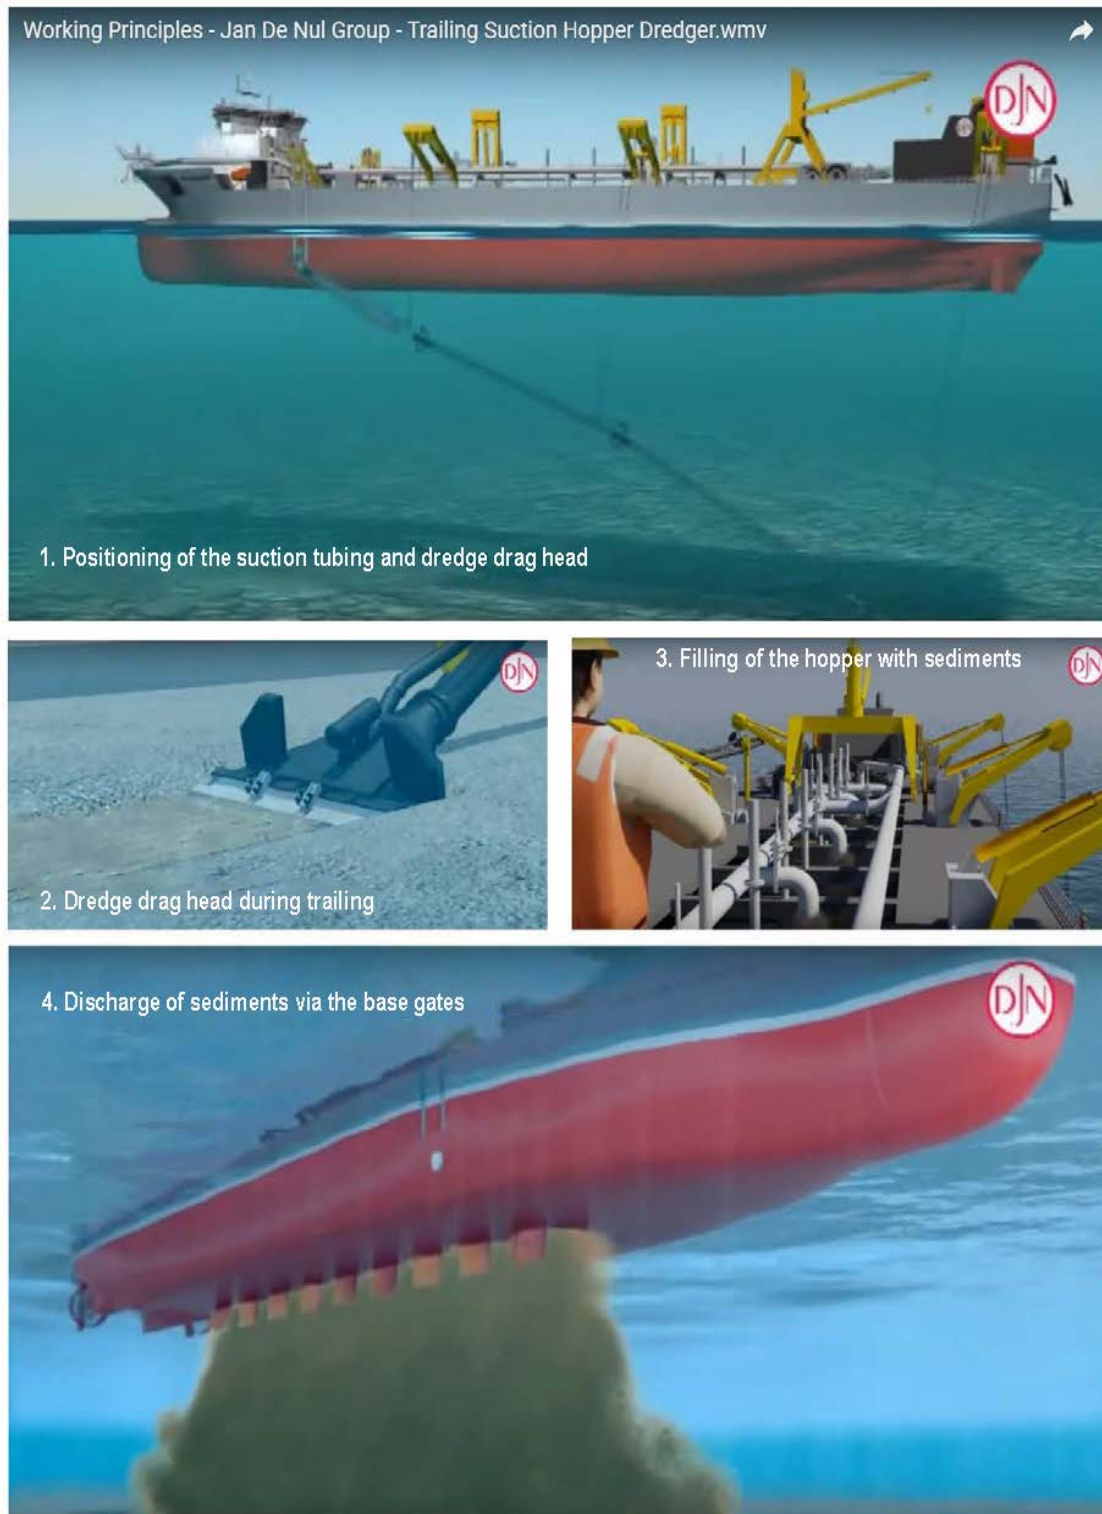 Working Principles - Jan De Nul Group - Trailing Suction Hopper Dredger.wmv
DJN
1. Positioning of the suction tubing and dredge drag head
DJN
2. Dredge drag head during trailing
3. Filling of the hopper with sediments
DJN
4. Discharge of sediments via the base gates
DJN